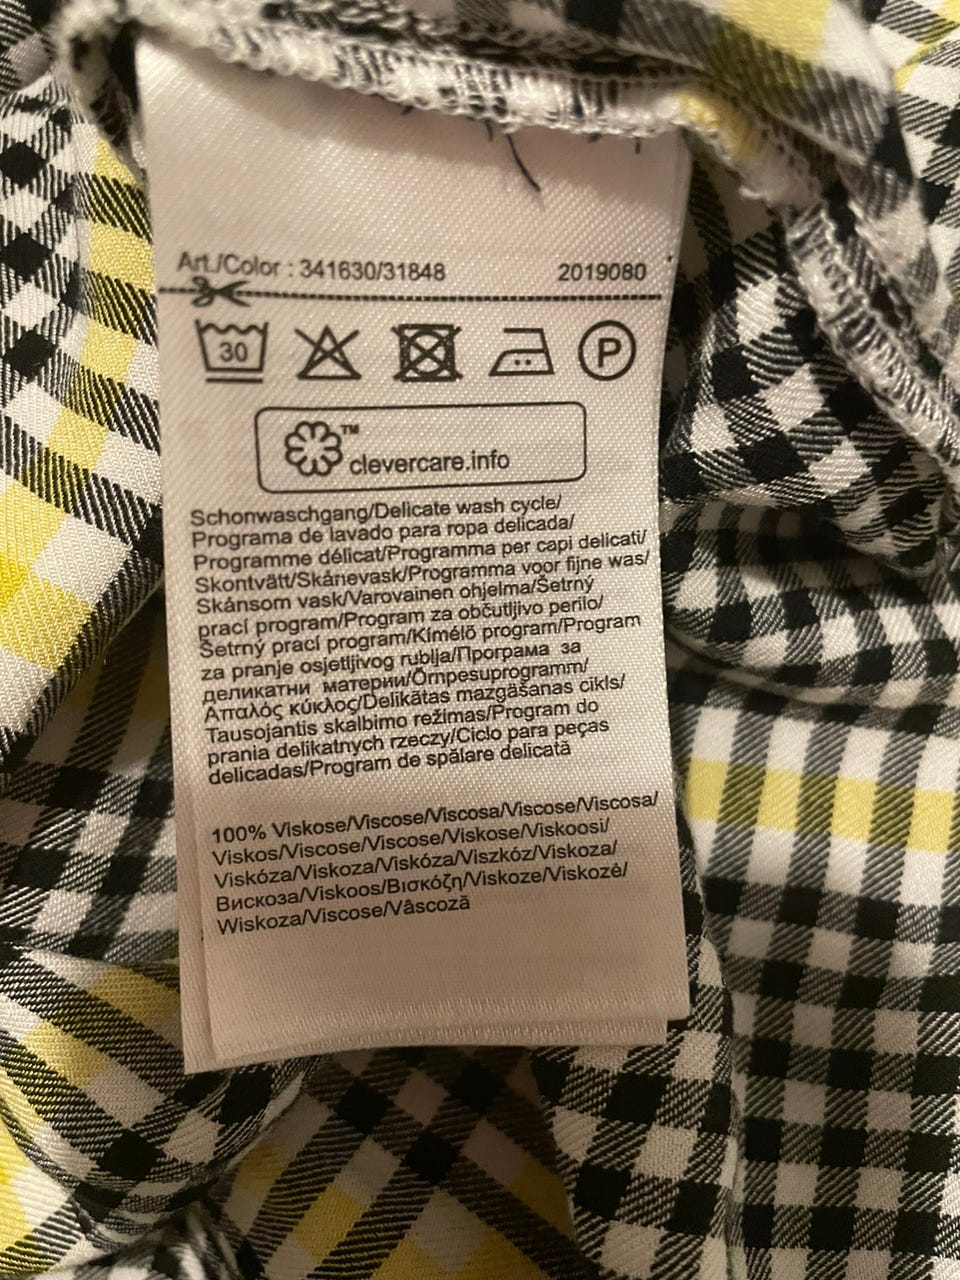 Art./Color : 341630/31848 2019080
30 P
TM
clevercare.info
Schonwaschgang/Delicate wash cycle/
Programa de lavado para ropa delicada/
Programme délicat/Programma per capi delicati/
Skontvätt/Skånevask/Programma voor fijne was/
Skånsom vask/Varovainen ohjelma/Šetrný
prací program/Program za občutljivo perilo/
Šetrný prací program/Kímélő program/Program
za pranje osjetljivog rublja/Програма за
деликатни материи/Õrnpesuprogramm/
Απαλός κύκλος/Delikātas mazgāšanas cikls/
Tausojantis skalbimo režimas/Program do
prania delikatnych rzeczy/Ciclo para peças
delicadas/Program de spălare delicată
100% Viskose/Viscose/Viscosa/Viscose/Viscosa/
Viskos/Viscose/Viscose/Viskose/Viskoosi/
Viskóza/Viskoza/Viskóza/Viszkóz/Viskoza/
Вискоза/Viskoos/Βισκόζη/Viskoze/Viskozė/
Wiskoza/Viscose/Vâscoză